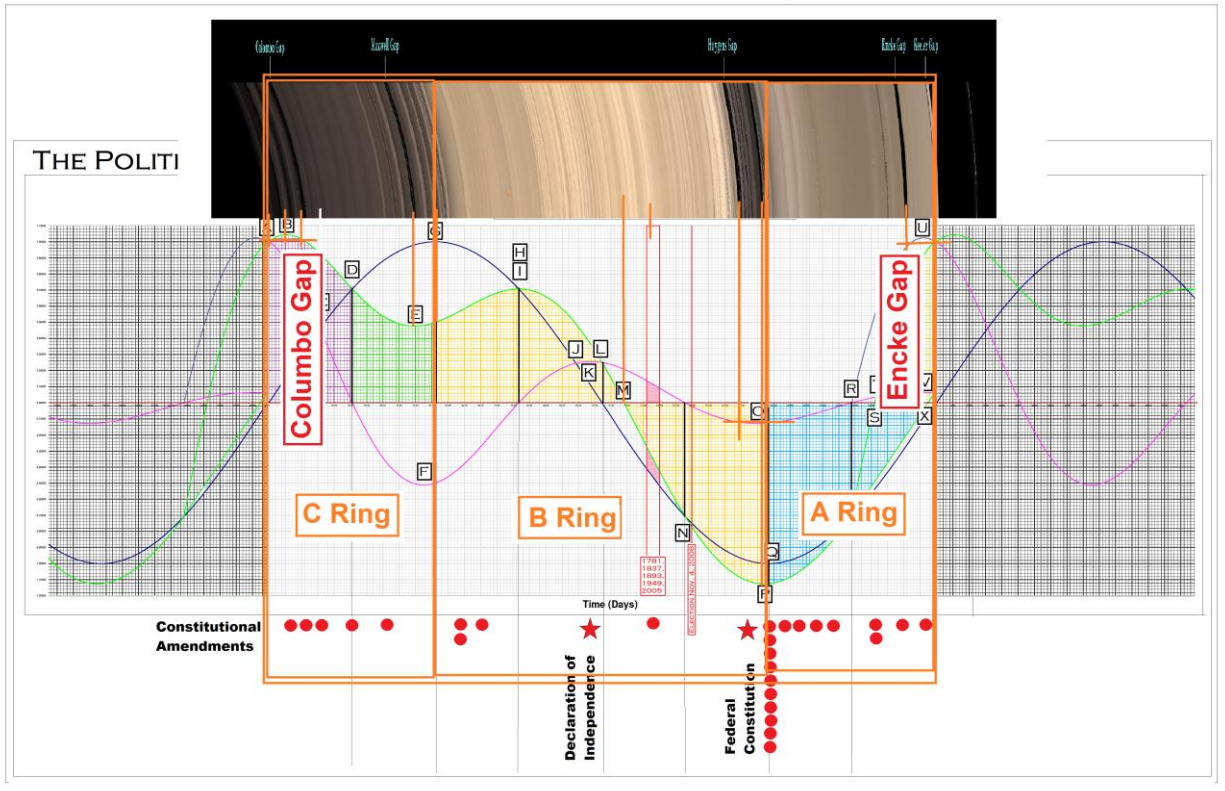 Colombo Gap
Maxwell Gap
Huygens Gap
Encke Gap
Keeler Gap
THE POLITI
A
B
G
U
H
I
D
E
J
L
K
M
O
R
S
V
X
F
N
Q
P
Columbo Gap
Encke Gap
C Ring
B Ring
A Ring
1781,
1837,
1893,
1949,
2005
ELECTION Nov. 4, 2008
Time (Days)
Constitutional
Amendments
Declaration of
Independence
Federal
Constitution